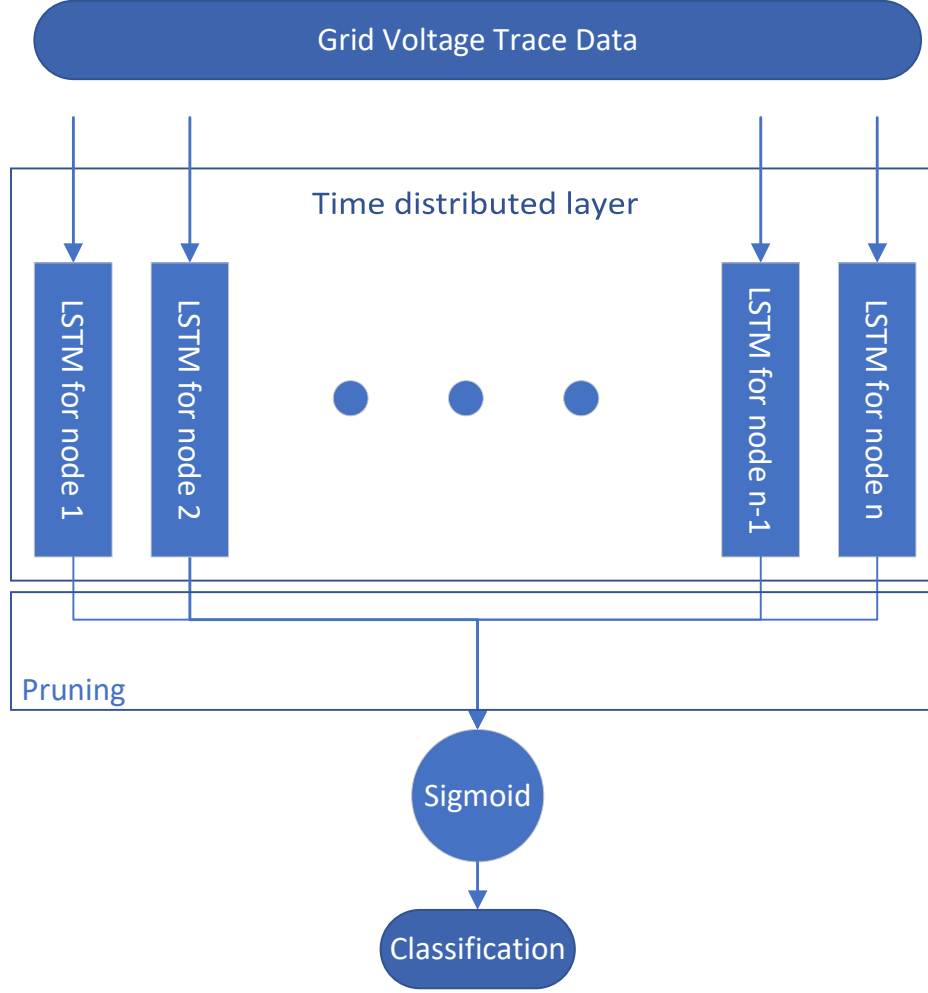 Grid Voltage Trace Data
Time distributed layer
LSTM for node 1
LSTM for node 2
LSTM for node n-1
LSTM for node n
Pruning
Sigmoid
Classification